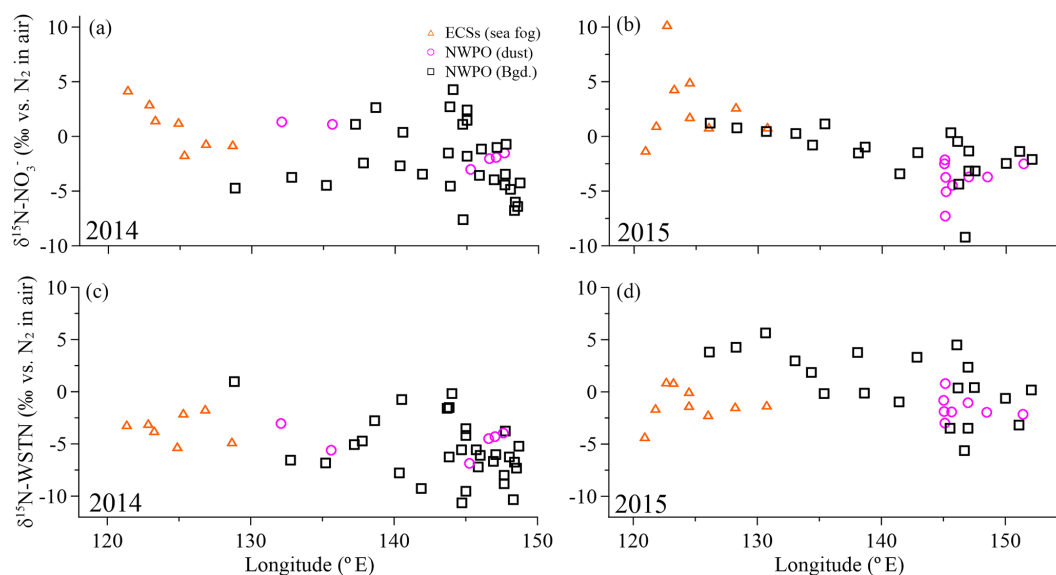 (a)
ECSs (sea fog)
NWPO (dust)
NWPO (Bgd.)
10
5
0
-5
-10
2014
δ¹⁵N-NO₃⁻ (‰ vs. N₂ in air)
(b)
10
5
0
-5
-10
2015
(c)
10
5
0
-5
-10
2014
δ¹⁵N-WSTN (‰ vs. N₂ in air)
120 130 140 150
Longitude (º E)
(d)
10
5
0
-5
-10
2015
120 130 140 150
Longitude (º E)